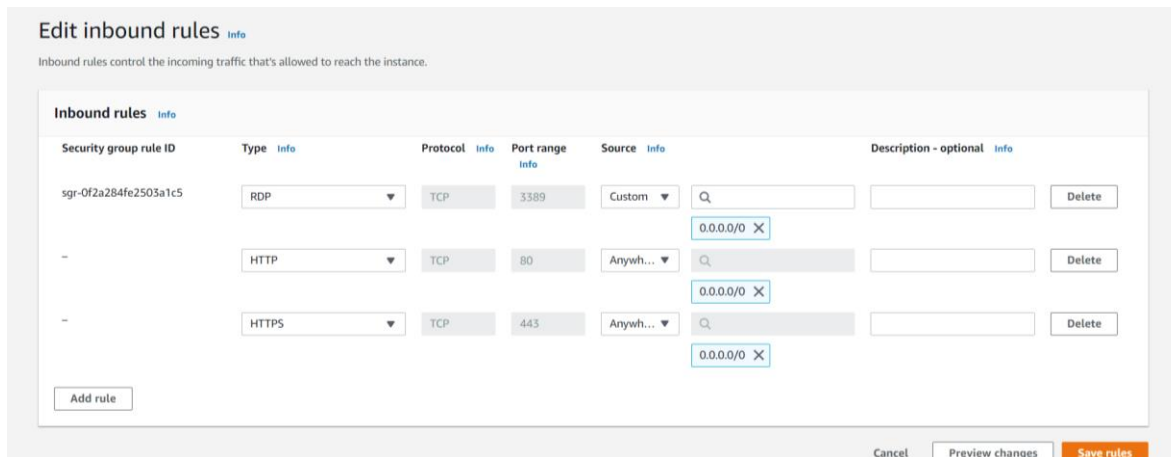 Edit inbound rules Info
Inbound rules control the incoming traffic that's allowed to reach the instance.
Inbound rules Info
Security group rule ID Type Info Protocol Info Port range Info Source Info Description - optional Info
sgr-0f2a284fe2503a1c5 RDP TCP 3389 Custom Delete
0.0.0.0/0
– HTTP TCP 80 Anywh... Delete
0.0.0.0/0
– HTTPS TCP 443 Anywh... Delete
0.0.0.0/0
Add rule
Cancel Preview changes Save rules